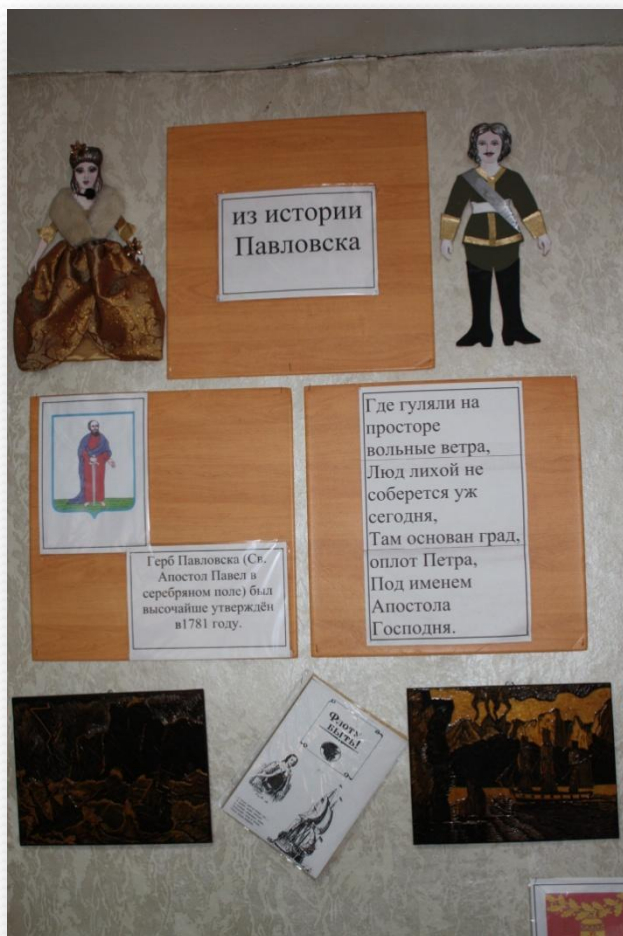 из истории
Павловска
Где гуляли на
просторе
вольные ветра,
Люд лихой не
соберется уж
сегодня,
Там основан град,
оплот Петра,
Под именем
Апостола
Господня.
Герб Павловска (Св.
Апостол Павел в
серебряном поле) был
высочайше утверждён
в1781 году.
Флоту
быть!